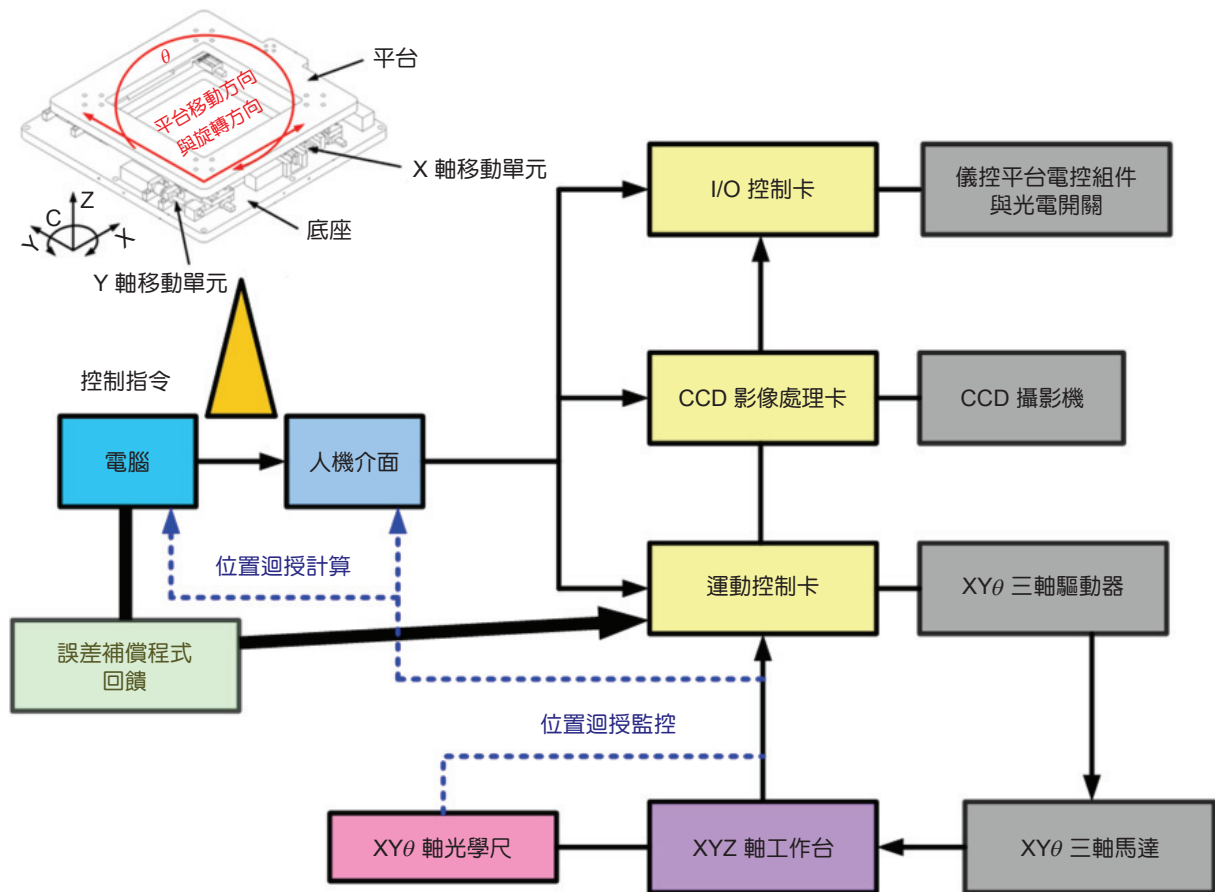 θ
平台
平台移動方向
與旋轉方向
X 軸移動單元
Z
C
Y
X
底座
Y 軸移動單元
I/O 控制卡
儀控平台電控組件
與光電開關
控制指令
CCD 影像處理卡
CCD 攝影機
電腦
人機介面
位置迴授計算
運動控制卡
XYθ 三軸驅動器
誤差補償程式
回饋
位置迴授監控
XYθ 軸光學尺
XYZ 軸工作台
XYθ 三軸馬達